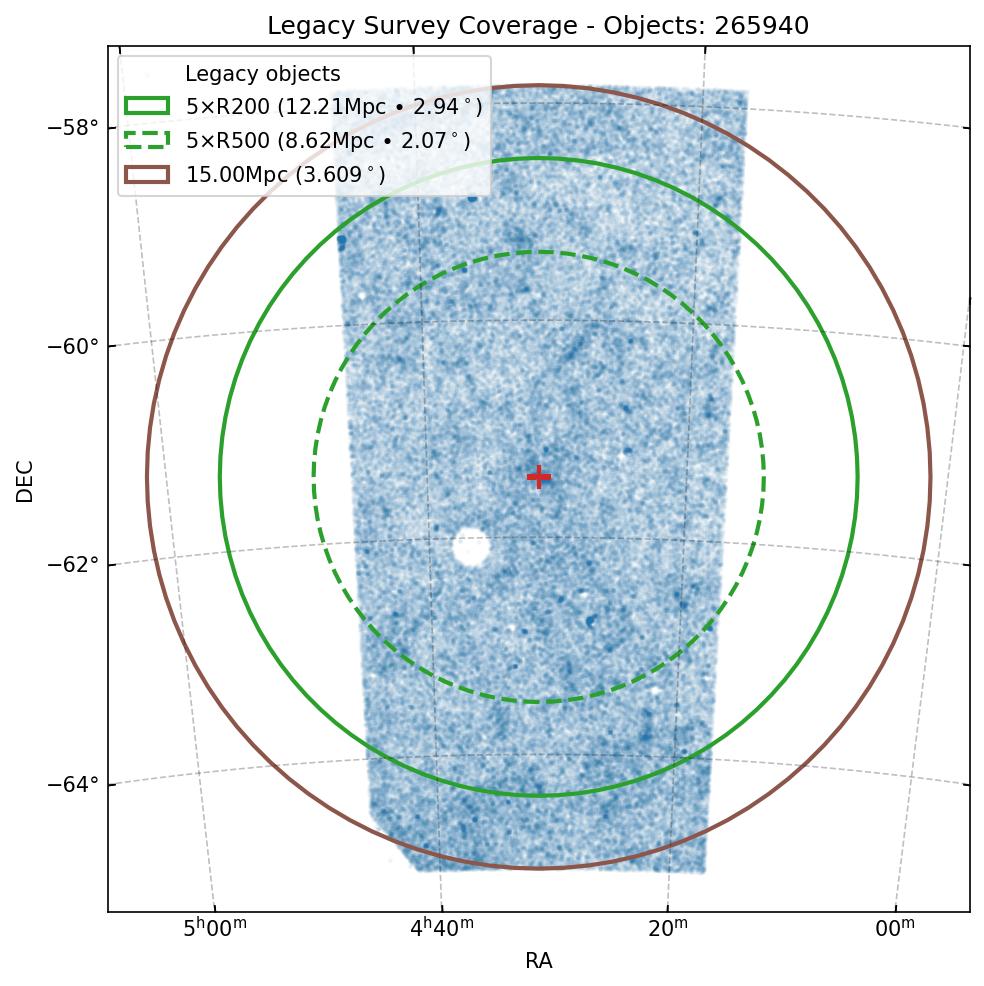 Legacy Survey Coverage - Objects: 265940
Legacy objects
5×R200 (12.21Mpc • 2.94°)
5×R500 (8.62Mpc • 2.07°)
15.00Mpc (3.609°)
−58°
−60°
−62°
−64°
DEC
5ʰ00ᵐ 4ʰ40ᵐ 20ᵐ 00ᵐ
RA